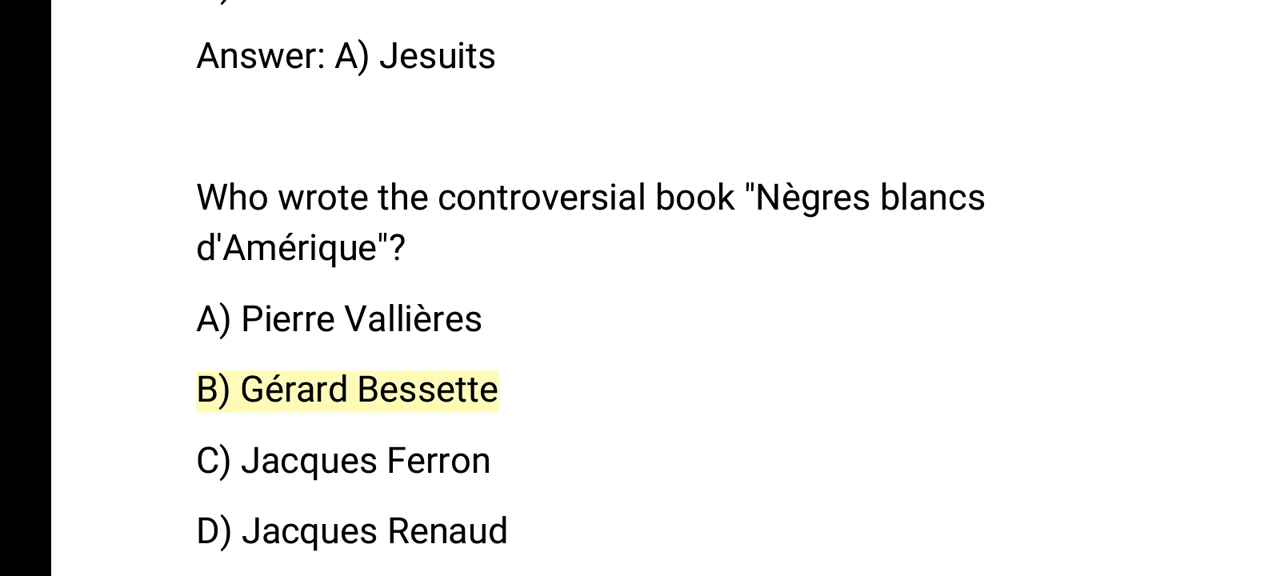 Answer: A) Jesuits
Who wrote the controversial book "Nègres blancs
d'Amérique"?
A) Pierre Vallières
B) Gérard Bessette
C) Jacques Ferron
D) Jacques Renaud